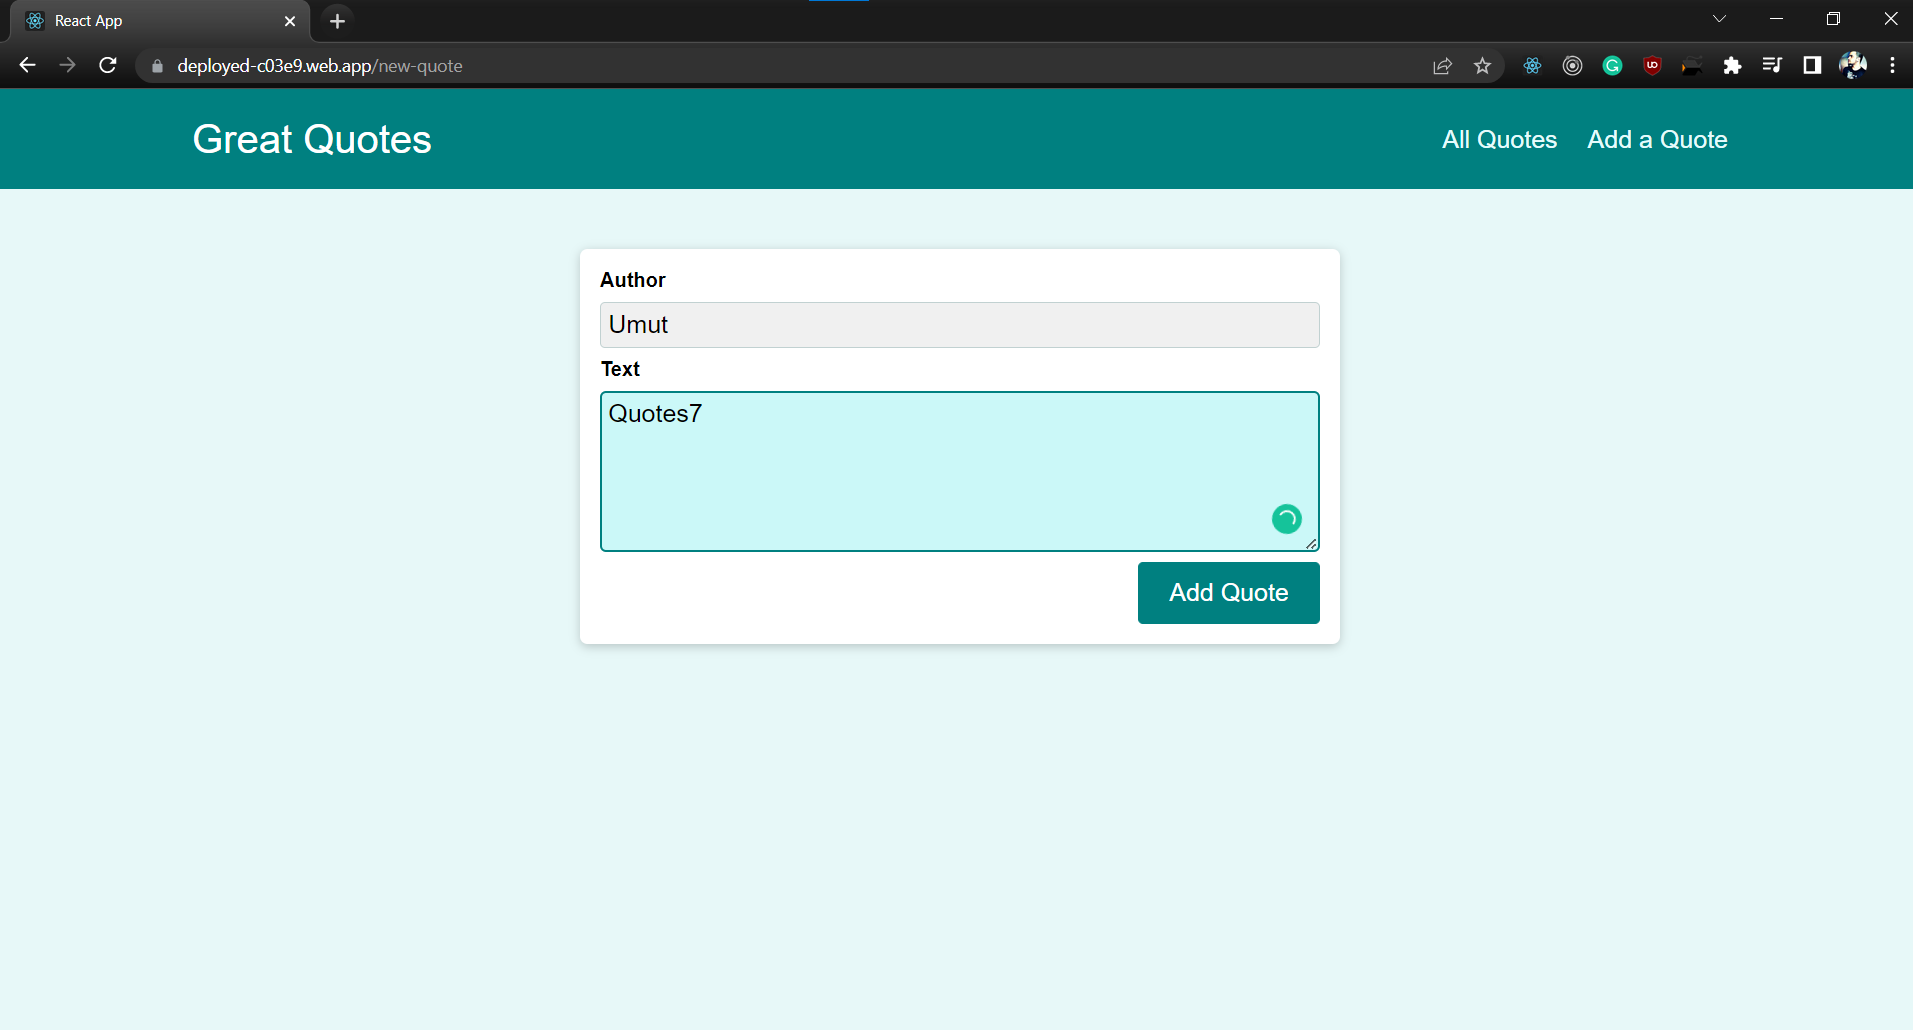 React App
deployed-c03e9.web.app/new-quote
Great Quotes
All Quotes
Add a Quote
Author
Umut
Text
Quotes7
Add Quote